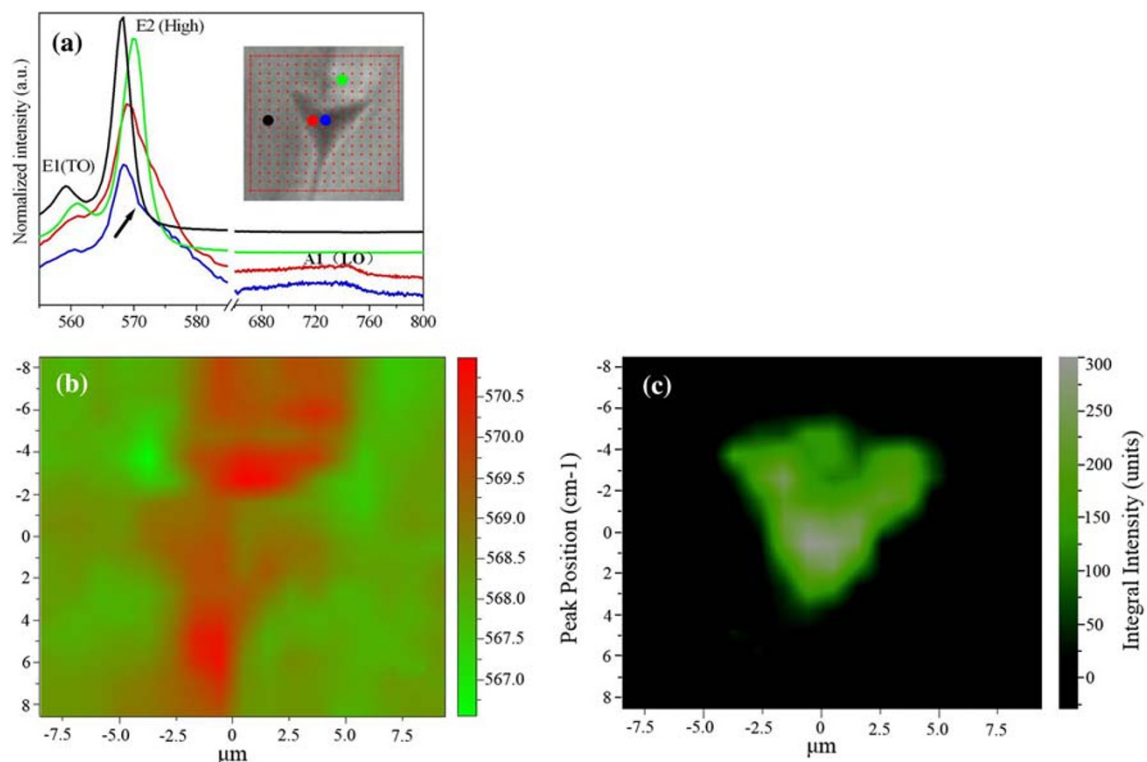 (a)
E2 (High)
E1(TO)
A1（LO）
Normalized intensity (a.u.)
560 570 580 680 720 760 800
(b)
-8
-6
-4
-2
0
2
4
6
8
-7.5 -5.0 -2.5 0 2.5 5.0 7.5
μm
570.5
570.0
569.5
569.0
568.5
568.0
567.5
567.0
Peak Position (cm-1)
(c)
-8
-6
-4
-2
0
2
4
6
8
-7.5 -5.0 -2.5 0 2.5 5.0 7.5
μm
300
250
200
150
100
50
0
Integral Intensity (units)